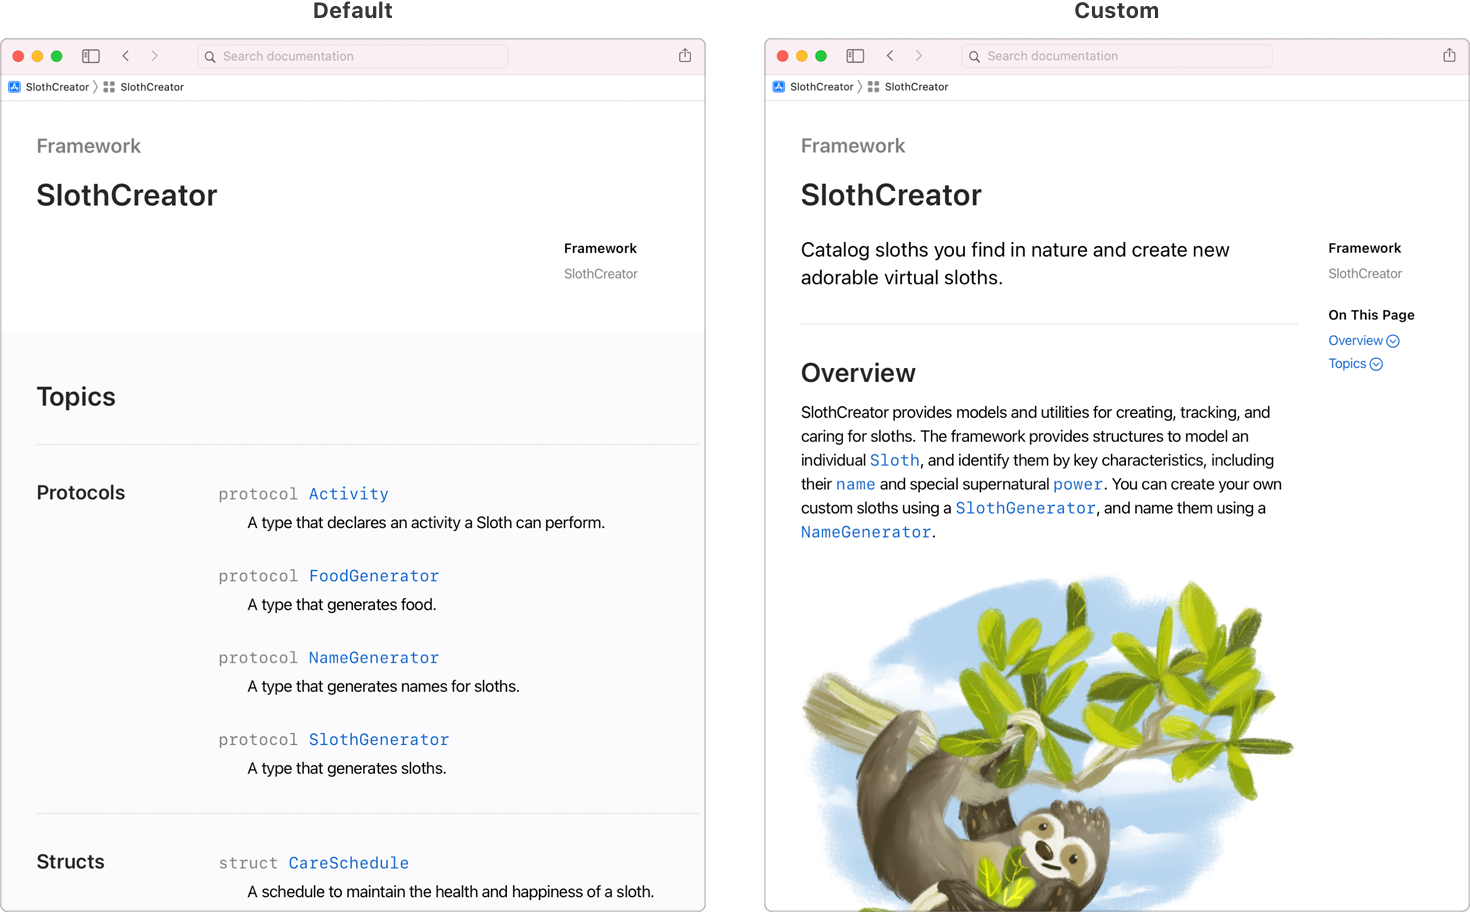 Default
Search documentation
SlothCreator
SlothCreator
Framework
SlothCreator
Framework
SlothCreator
Topics
Protocols
protocol Activity
A type that declares an activity a Sloth can perform.
protocol FoodGenerator
A type that generates food.
protocol NameGenerator
A type that generates names for sloths.
protocol SlothGenerator
A type that generates sloths.
Structs
struct CareSchedule
A schedule to maintain the health and happiness of a sloth.
Custom
Search documentation
SlothCreator
SlothCreator
Framework
SlothCreator
Catalog sloths you find in nature and create new
adorable virtual sloths.
Framework
SlothCreator
On This Page
Overview
Topics
Overview
SlothCreator provides models and utilities for creating, tracking, and
caring for sloths. The framework provides structures to model an
individual Sloth, and identify them by key characteristics, including
their name and special supernatural power. You can create your own
custom sloths using a SlothGenerator, and name them using a
NameGenerator.